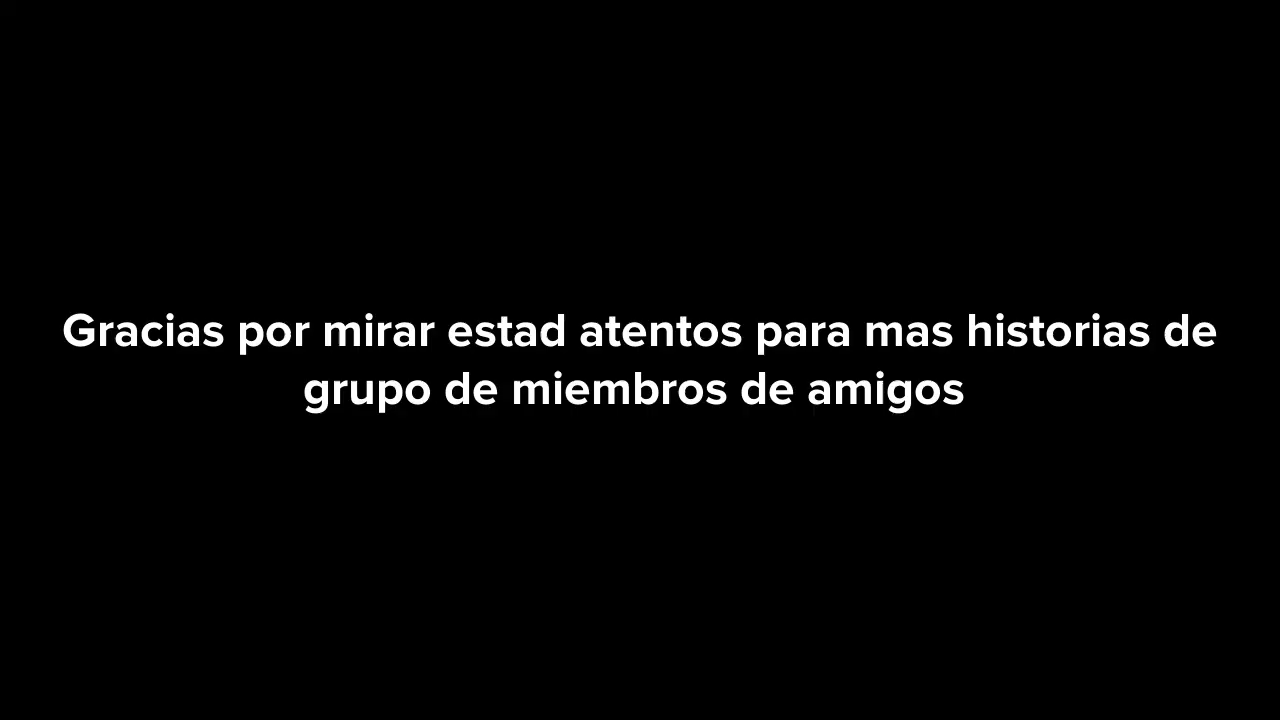 Gracias por mirar estad atentos para mas historias de
grupo de miembros de amigos